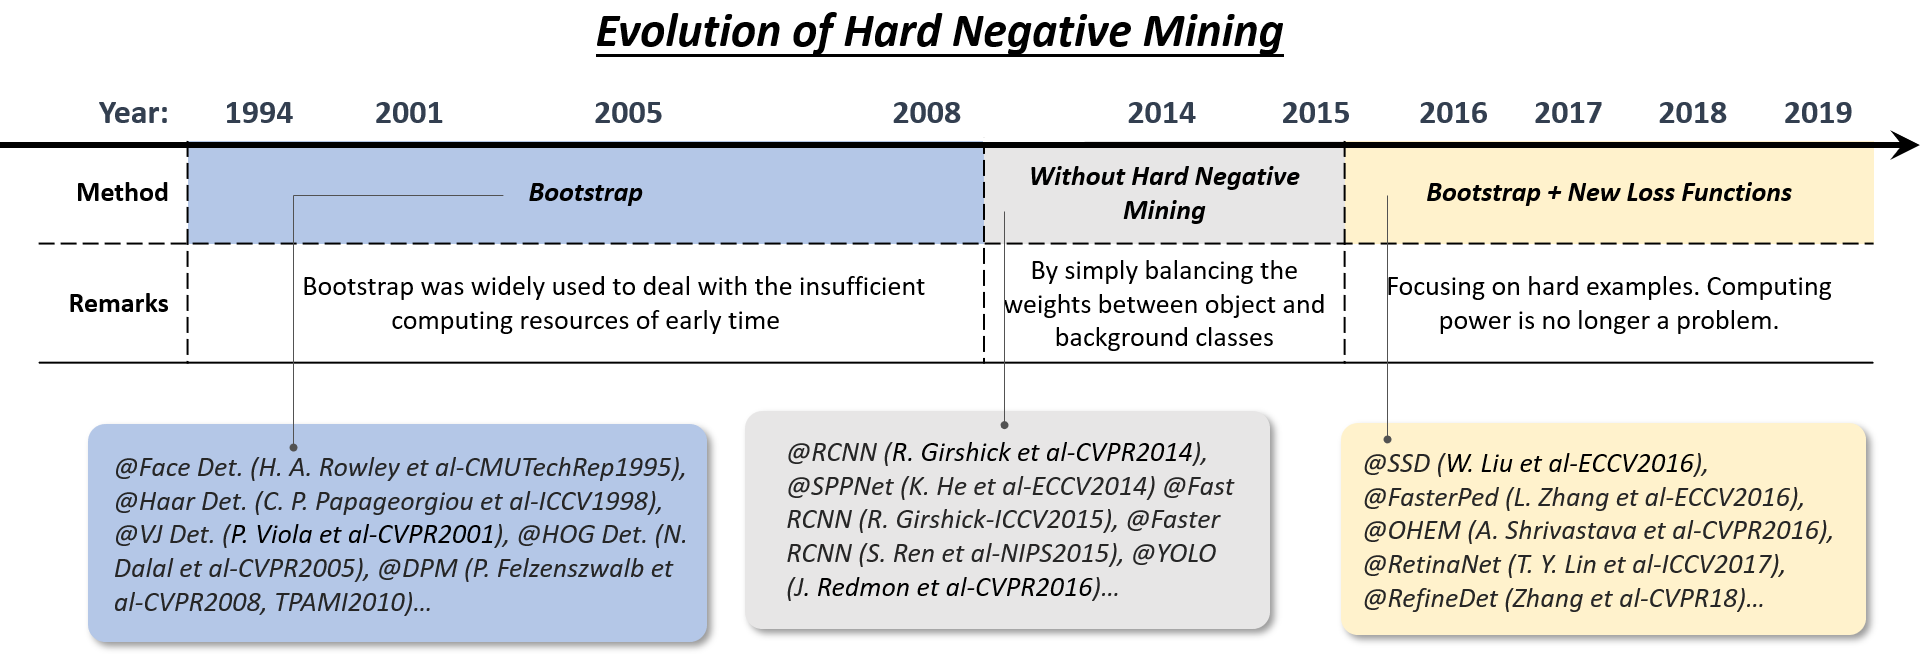 Evolution of Hard Negative Mining
Year: 1994 2001 2005 2008 2014 2015 2016 2017 2018 2019
Method
Bootstrap
Without Hard Negative
Mining
Bootstrap + New Loss Functions
Remarks
Bootstrap was widely used to deal with the insufficient
computing resources of early time
By simply balancing the
weights between object and
background classes
Focusing on hard examples. Computing
power is no longer a problem.
@Face Det. (H. A. Rowley et al-CMUTechRep1995),
@Haar Det. (C. P. Papageorgiou et al-ICCV1998),
@VJ Det. (P. Viola et al-CVPR2001), @HOG Det. (N.
Dalal et al-CVPR2005), @DPM (P. Felzenszwalb et
al-CVPR2008, TPAMI2010)…
@RCNN (R. Girshick et al-CVPR2014),
@SPPNet (K. He et al-ECCV2014) @Fast
RCNN (R. Girshick-ICCV2015), @Faster
RCNN (S. Ren et al-NIPS2015), @YOLO
(J. Redmon et al-CVPR2016)…
@SSD (W. Liu et al-ECCV2016),
@FasterPed (L. Zhang et al-ECCV2016),
@OHEM (A. Shrivastava et al-CVPR2016),
@RetinaNet (T. Y. Lin et al-ICCV2017),
@RefineDet (Zhang et al-CVPR18)…